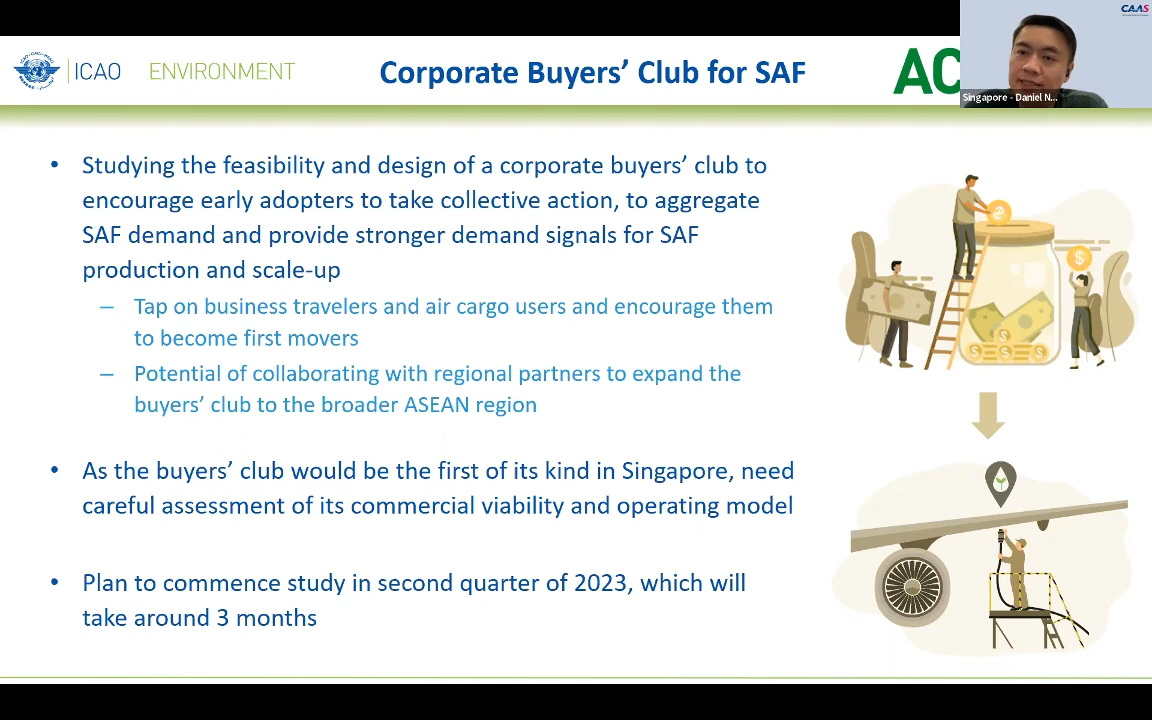 CAAS
ICAO ENVIRONMENT
Corporate Buyers’ Club for SAF
AC
Singapore - Daniel N...
• Studying the feasibility and design of a corporate buyers’ club to
encourage early adopters to take collective action, to aggregate
SAF demand and provide stronger demand signals for SAF
production and scale-up
– Tap on business travelers and air cargo users and encourage them
to become first movers
– Potential of collaborating with regional partners to expand the
buyers’ club to the broader ASEAN region
• As the buyers’ club would be the first of its kind in Singapore, need
careful assessment of its commercial viability and operating model
• Plan to commence study in second quarter of 2023, which will
take around 3 months